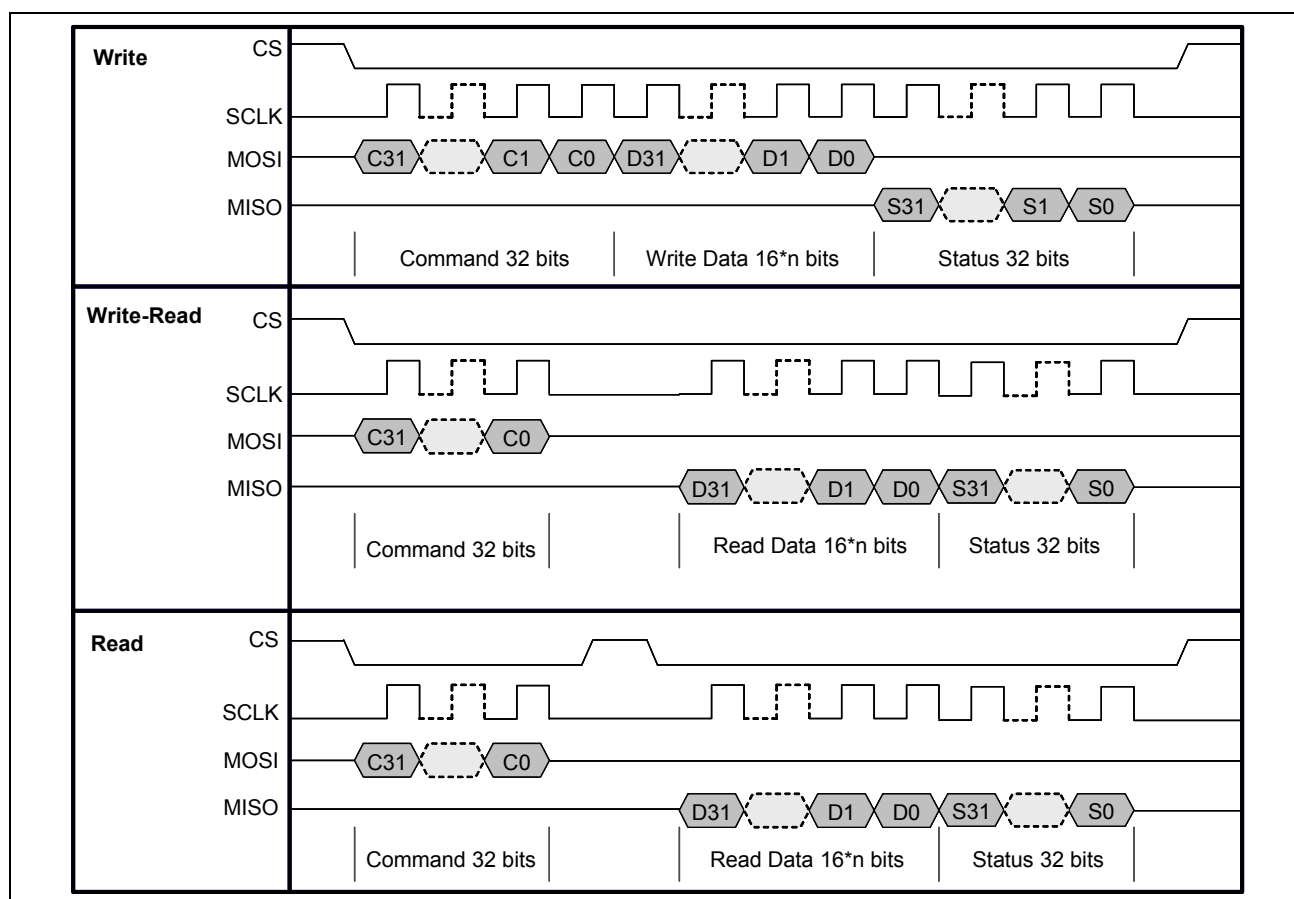 Write CS
SCLK
MOSI C31 C1 C0 D31 D1 D0
MISO S31 S1 S0
Command 32 bits Write Data 16*n bits Status 32 bits
Write-Read CS
SCLK
MOSI C31 C0
MISO D31 D1 D0 S31 S0
Command 32 bits Read Data 16*n bits Status 32 bits
Read CS
SCLK
MOSI C31 C0
MISO D31 D1 D0 S31 S0
Command 32 bits Read Data 16*n bits Status 32 bits